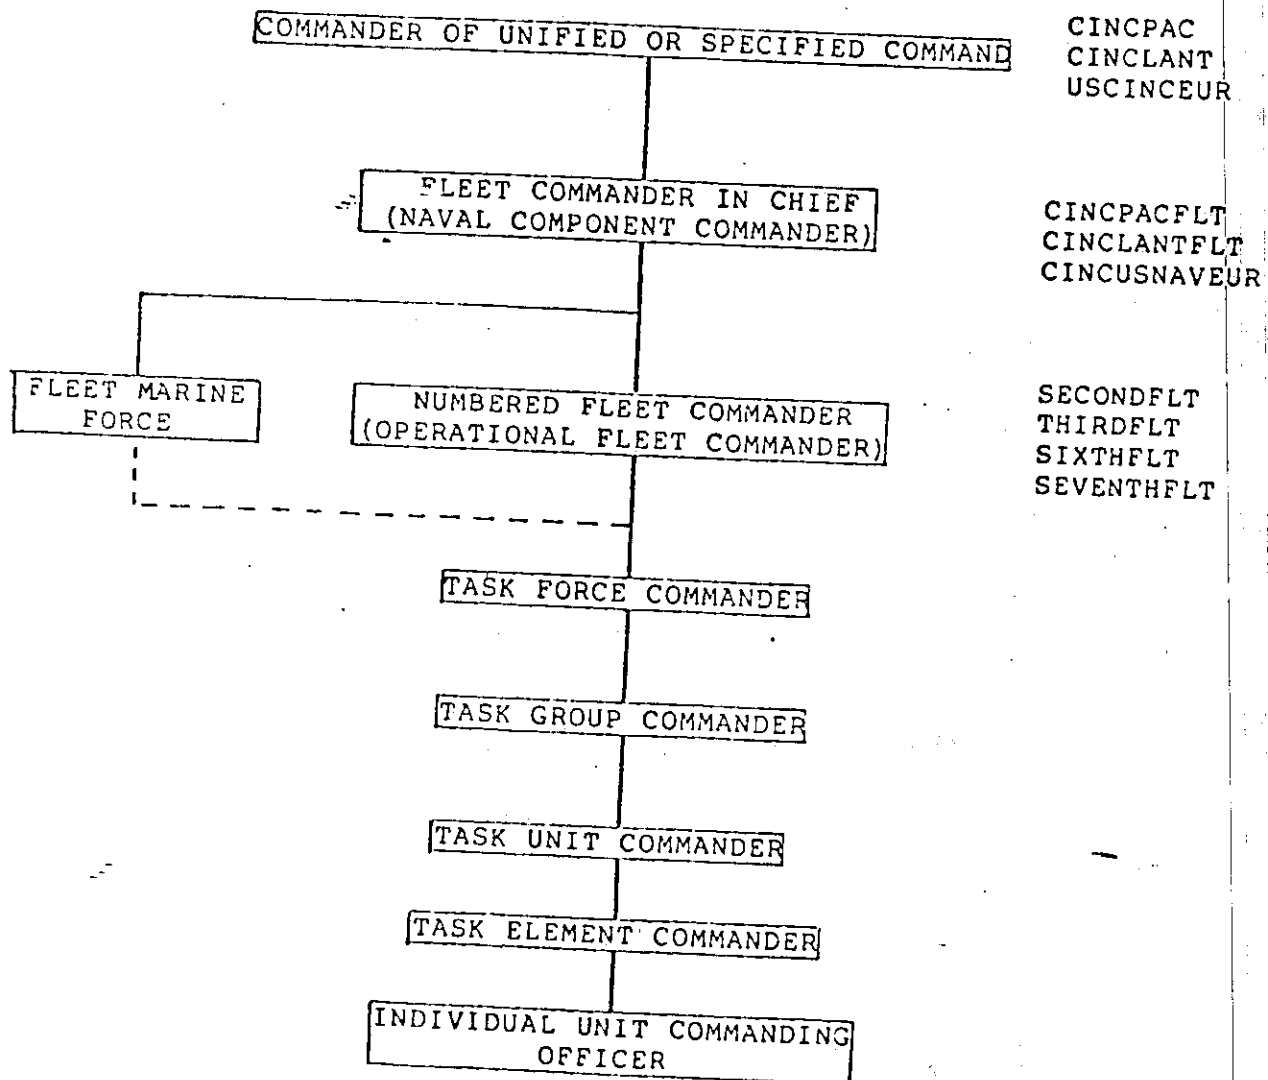 COMMANDER OF UNIFIED OR SPECIFIED COMMAND
CINCPAC
CINCLANT
USCINCEUR
FLEET COMMANDER IN CHIEF
(NAVAL COMPONENT COMMANDER)
CINCPACFLT
CINCLANTFLT
CINCUSNAVEUR
FLEET MARINE
FORCE
NUMBERED FLEET COMMANDER
(OPERATIONAL FLEET COMMANDER)
SECONDFLT
THIRDFLT
SIXTHFLT
SEVENTHFLT
TASK FORCE COMMANDER
TASK GROUP COMMANDER
TASK UNIT COMMANDER
TASK ELEMENT COMMANDER
INDIVIDUAL UNIT COMMANDING
OFFICER